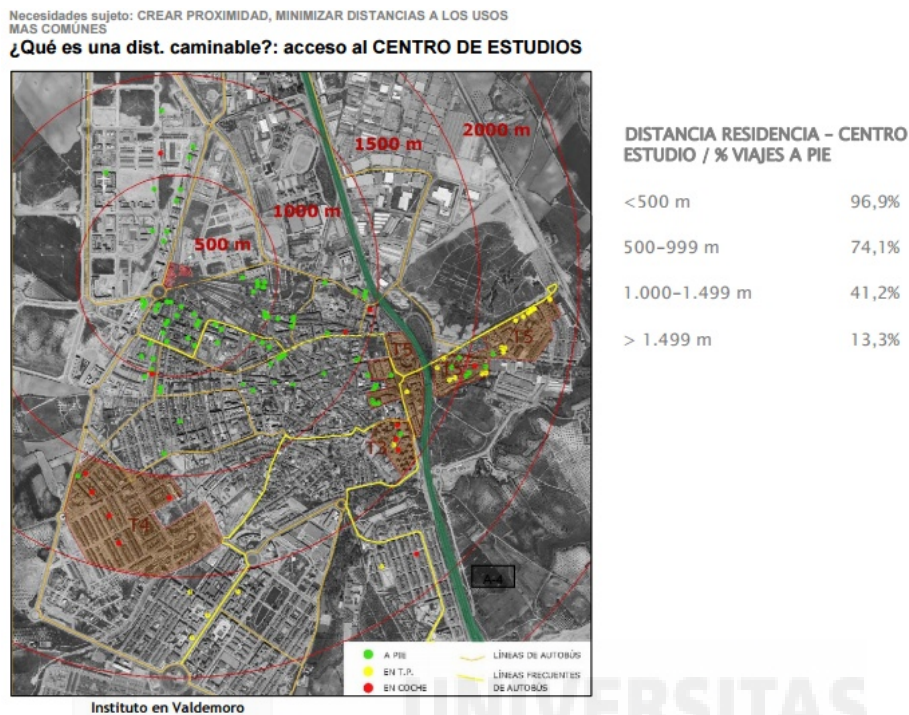 Necesidades sujeto: CREAR PROXIMIDAD, MINIMIZAR DISTANCIAS A LOS USOS
MAS COMÚNES
¿Qué es una dist. caminable?: acceso al CENTRO DE ESTUDIOS
2000 m
1500 m
1000 m
500 m
T5
T3
T2
T4
A-4
A PIE
EN T.P.
EN COCHE
LÍNEAS DE AUTOBÚS
LÍNEAS FRECUENTES
DE AUTOBÚS
Instituto en Valdemoro
DISTANCIA RESIDENCIA – CENTRO
ESTUDIO / % VIAJES A PIE
<500 m 96,9%
500–999 m 74,1%
1.000–1.499 m 41,2%
> 1.499 m 13,3%
UNIVERSITAS